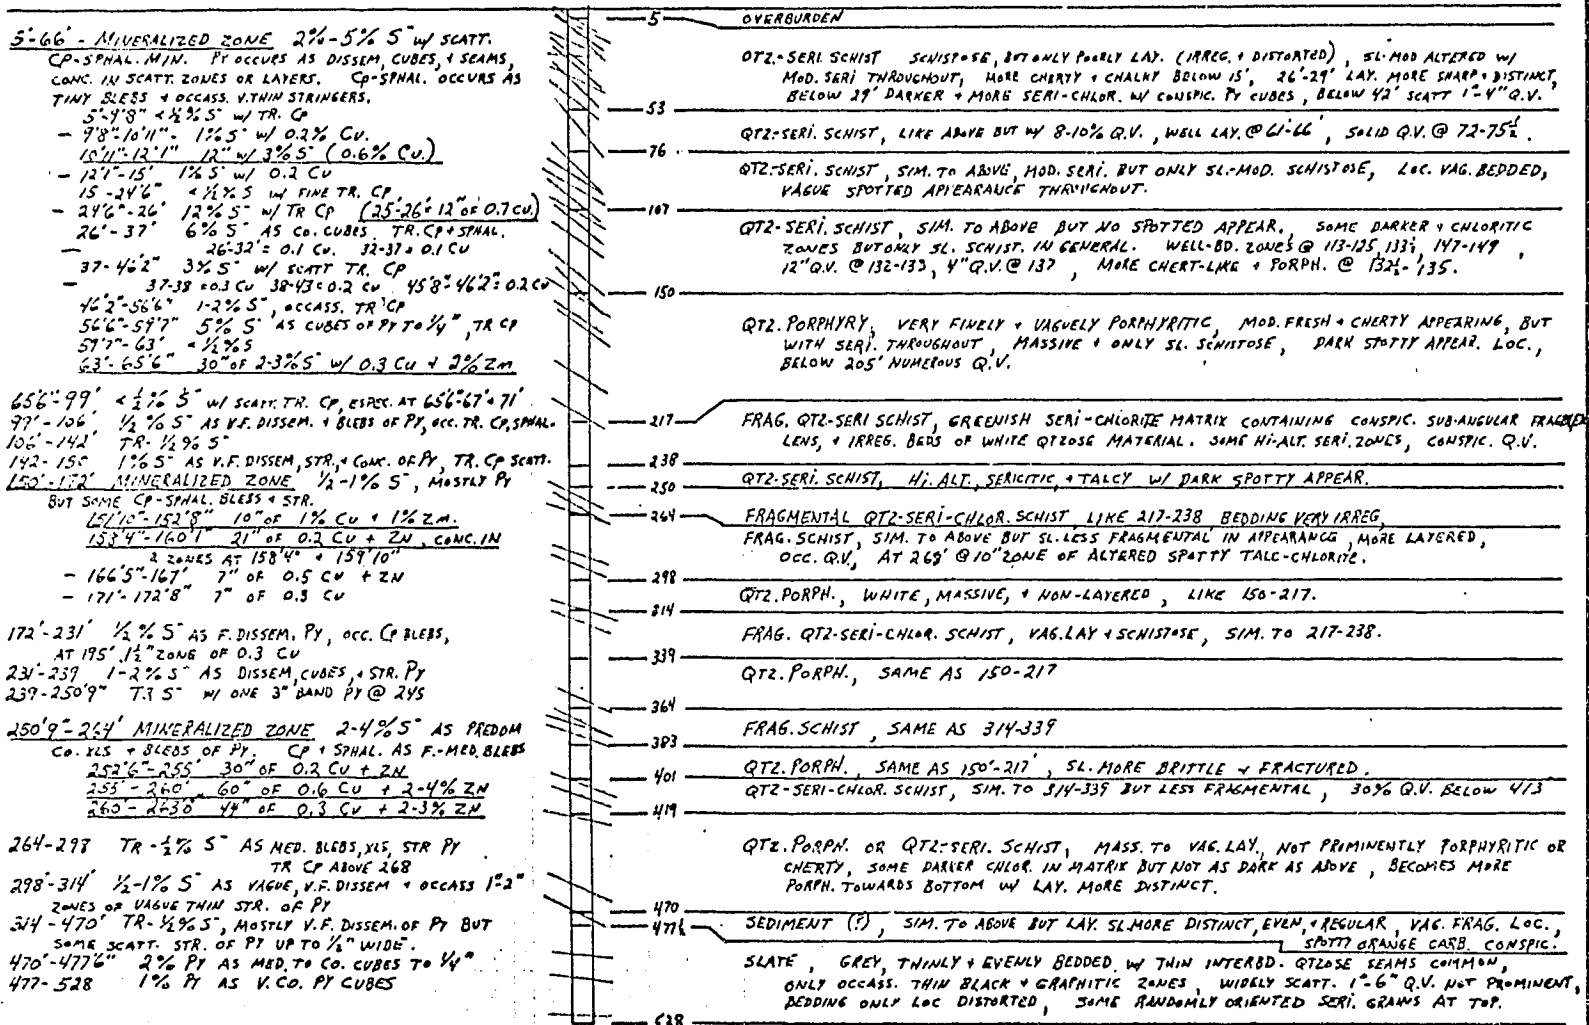 5'-66' - MINERALIZED ZONE 2%-5% S= W/ SCATT.
CP-SPHAL. MIN. PY OCCURS AS DISSEM, CUBES, + SEAMS,
CONC. IN SCATT. ZONES OR LAYERS. CP-SPHAL. OCCURS AS
TINY BLEBS + OCCASS. V.THIN STRINGERS.
5'-9'8" <½% S= W/ TR. CP
- 9'8"-10'11"- 1% S= W/ 0.2% CU.
10'11"-12'1" 12" W/ 3% S= (0.6% CU.)
- 12'1"-15' 1% S= W/ 0.2 CU
15-24'6" <½% S W/ FINE TR. CP
- 24'6"-26' 12% S= W/ TR CP (25'-26'= 12" OF 0.7 CU.)
26'-37' 6% S= AS CO. CUBES, TR. CP + SPHAL.
- 26'-32' = 0.1 CU. 32-37= 0.1 CU
37-46'2" 3% S= W/ SCATT TR. CP
- 37-38 = 0.3 CU 38-43= 0.2 CU 45'8"-46'2"= 0.2 CU
46'2"-56'6" 1-2% S=, OCCASS. TR CP
56'6"-59'7" 5% S= AS CUBES OF PY TO ¼", TR CP
59'7"-63' <½% S
63'-65'6" 30" OF 2-3% S= W/ 0.3 CU + 2% ZN
65'6"-99' <½% S= W/ SCATT. TR. CP, ESPEC. AT 65'6"-67' + 71'
99'-106' ½% S= AS V.F. DISSEM. + BLEBS OF PY, OCC. TR. CP, SPHAL.
106'-142' TR-½% S=
142-150 1% S= AS V.F. DISSEM, STR., + CONC. OF PY, TR. CP SCATT.
150'-172' MINERALIZED ZONE ½-1% S=, MOSTLY PY
BUT SOME CP-SPHAL. BLEBS + STR.
151'10"-152'8" 10" OF 1% CU + 1% ZN.
153'4"-160'1" 21" OF 0.2 CU + ZN, CONC. IN
2 ZONES AT 158'4" + 159'10"
- 166'5"-167' 7" OF 0.5 CU + ZN
- 171'-172'8" 7" OF 0.3 CU
172'-231' ½% S= AS F. DISSEM. PY, OCC. CP BLEBS,
AT 195' 1½" ZONE OF 0.3 CU
231'-239 1-2% S= AS DISSEM, CUBES, + STR. PY
239-250'9" TR S= W/ ONE 3" BAND PY @ 245
250'9"-264' MINERALIZED ZONE 2-4% S= AS PREDOM
CO. XLS + BLEBS OF PY. CP + SPHAL. AS F.-MED. BLEBS
252'6"-255' 30" OF 0.2 CU + ZN
255'-260' 60" OF 0.6 CU + 2-4% ZN
260'-263'8" 44" OF 0.3 CU + 2-3% ZN
264-298 TR-½% S= AS MED. BLEBS, XLS, STR PY
TR CP ABOVE 268
298'-314' ½-1% S= AS VAGUE, V.F. DISSEM + OCCASS 1"-2"
ZONES OF VAGUE THIN STR. OF PY
314-470' TR-½% S=, MOSTLY V.F. DISSEM. OF PY BUT
SOME SCATT. STR. OF PY UP TO ½" WIDE.
470'-477'6" 2% PY AS MED. TO CO. CUBES TO ¼"
477-528 1% PY AS V.CO. PY CUBES
5 OVERBURDEN
QTZ.-SERI. SCHIST SCHISTOSE, BUT ONLY POORLY LAY. (IRREG. + DISTORTED), SL-MOD ALTERED W/
MOD. SERI THROUGHOUT, MORE CHERTY + CHALKY BELOW 15', 26'-29' LAY. MORE SHARP + DISTINCT,
BELOW 29' DARKER + MORE SERI-CHLOR. W/ CONSPIC. PY CUBES, BELOW 42' SCATT 1"-4" Q.V.
53
QTZ-SERI. SCHIST, LIKE ABOVE BUT W/ 8-10% Q.V., WELL LAY. @ 61-66', SOLID Q.V. @ 72-75½.
76
QTZ-SERI. SCHIST, SIM. TO ABOVE, MOD. SERI. BUT ONLY SL.-MOD. SCHISTOSE, LOC. VAG. BEDDED,
VAGUE SPOTTED APPEARANCE THROUGHOUT.
107
QTZ-SERI. SCHIST, SIM. TO ABOVE BUT NO SPOTTED APPEAR., SOME DARKER + CHLORITIC
ZONES BUT ONLY SL. SCHIST. IN GENERAL. WELL-BD. ZONES @ 113-125, 133½, 147-149,
12" Q.V. @ 132-133, 4" Q.V. @ 137, MORE CHERT-LIKE + PORPH. @ 132½-135.
150
QTZ. PORPHYRY, VERY FINELY + VAGUELY PORPHYRITIC, MOD. FRESH + CHERTY APPEARING, BUT
WITH SERI. THROUGHOUT, MASSIVE + ONLY SL. SCHISTOSE, DARK SPOTTY APPEAR. LOC.,
BELOW 205' NUMEROUS Q.V.
217 FRAG. QTZ-SERI SCHIST, GREENISH SERI-CHLORITE MATRIX CONTAINING CONSPIC. SUB-ANGULAR
LENS, + IRREG. BEDS OF WHITE QTZOSE MATERIAL. SOME HI-ALT. SERI. ZONES, CONSPIC. Q.V.
238
250 QTZ-SERI. SCHIST, HI. ALT., SERICITIC, + TALCY W/ DARK SPOTTY APPEAR.
264 FRAGMENTAL QTZ-SERI-CHLOR. SCHIST, LIKE 217-238, BEDDING VERY IRREG.
FRAG. SCHIST, SIM. TO ABOVE BUT SL. LESS FRAGMENTAL IN APPEARANCE, MORE LAYERED,
OCC. Q.V., AT 268' @ 10" ZONE OF ALTERED SPOTTY TALC-CHLORITE.
298
QTZ. PORPH., WHITE, MASSIVE, + NON-LAYERED, LIKE 150-217.
314
FRAG. QTZ-SERI-CHLOR. SCHIST, VAG. LAY + SCHISTOSE, SIM. TO 217-238.
339
QTZ. PORPH., SAME AS 150-217
364
FRAG. SCHIST, SAME AS 314-339
383
QTZ. PORPH., SAME AS 150'-217', SL. MORE BRITTLE + FRACTURED.
401
QTZ-SERI-CHLOR. SCHIST, SIM. TO 314-339 BUT LESS FRAGMENTAL, 30% Q.V. BELOW 413
419
QTZ. PORPH. OR QTZ-SERI. SCHIST, MASS. TO VAG. LAY., NOT PROMINENTLY PORPHYRITIC OR
CHERTY, SOME DARKER CHLOR. IN MATRIX BUT NOT AS DARK AS ABOVE, BECOMES MORE
PORPH. TOWARDS BOTTOM W/ LAY. MORE DISTINCT.
470
477½ SEDIMENT (?), SIM. TO ABOVE BUT LAY. SL. MORE DISTINCT, EVEN, + REGULAR, VAG. FRAG. LOC.,
SPOTTY ORANGE CARB. CONSPIC.
SLATE, GREY, THINLY + EVENLY BEDDED W/ THIN INTERBD. QTZOSE SEAMS COMMON,
ONLY OCCASS. THIN BLACK + GRAPHITIC ZONES, WIDELY SCATT. 1"-6" Q.V. NOT PROMINENT,
BEDDING ONLY LOC DISTORTED, SOME RANDOMLY ORIENTED SERI. GRAINS AT TOP.
528